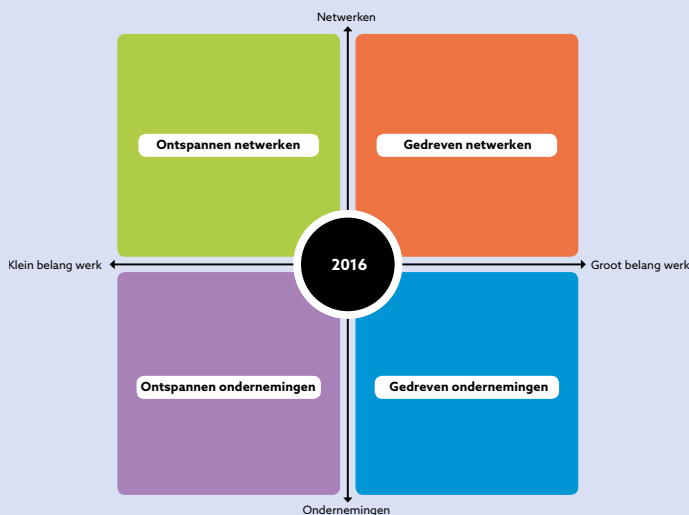 Netwerken
Ontspannen netwerken
Gedreven netwerken
Klein belang werk
2016
Groot belang werk
Ontspannen ondernemingen
Gedreven ondernemingen
Ondernemingen